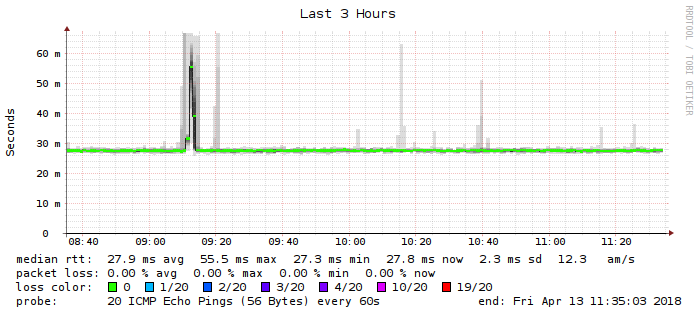 Last 3 Hours
RRDTOOL / TOBI OETIKER
Seconds
60 m
50 m
40 m
30 m
20 m
10 m
0
08:40 09:00 09:20 09:40 10:00 10:20 10:40 11:00 11:20
median rtt: 27.9 ms avg 55.5 ms max 27.3 ms min 27.8 ms now 2.3 ms sd 12.3 am/s
packet loss: 0.00 % avg 0.00 % max 0.00 % min 0.00 % now
loss color: 0 1/20 2/20 3/20 4/20 10/20 19/20
probe: 20 ICMP Echo Pings (56 Bytes) every 60s end: Fri Apr 13 11:35:03 2018